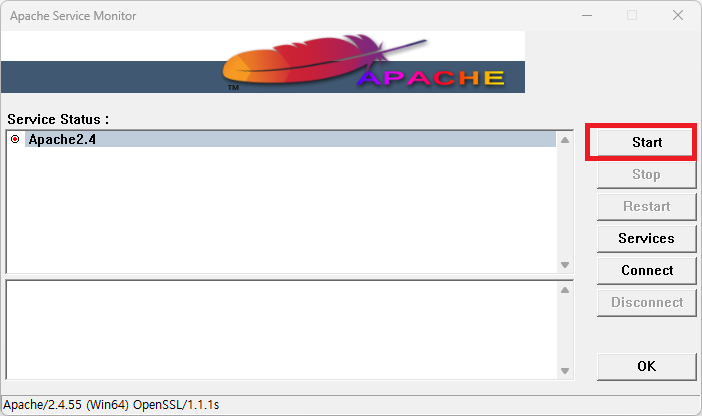 Apache Service Monitor
TM
APACHE
Service Status :
Apache2.4
Start
Stop
Restart
Services
Connect
Disconnect
OK
Apache/2.4.55 (Win64) OpenSSL/1.1.1s